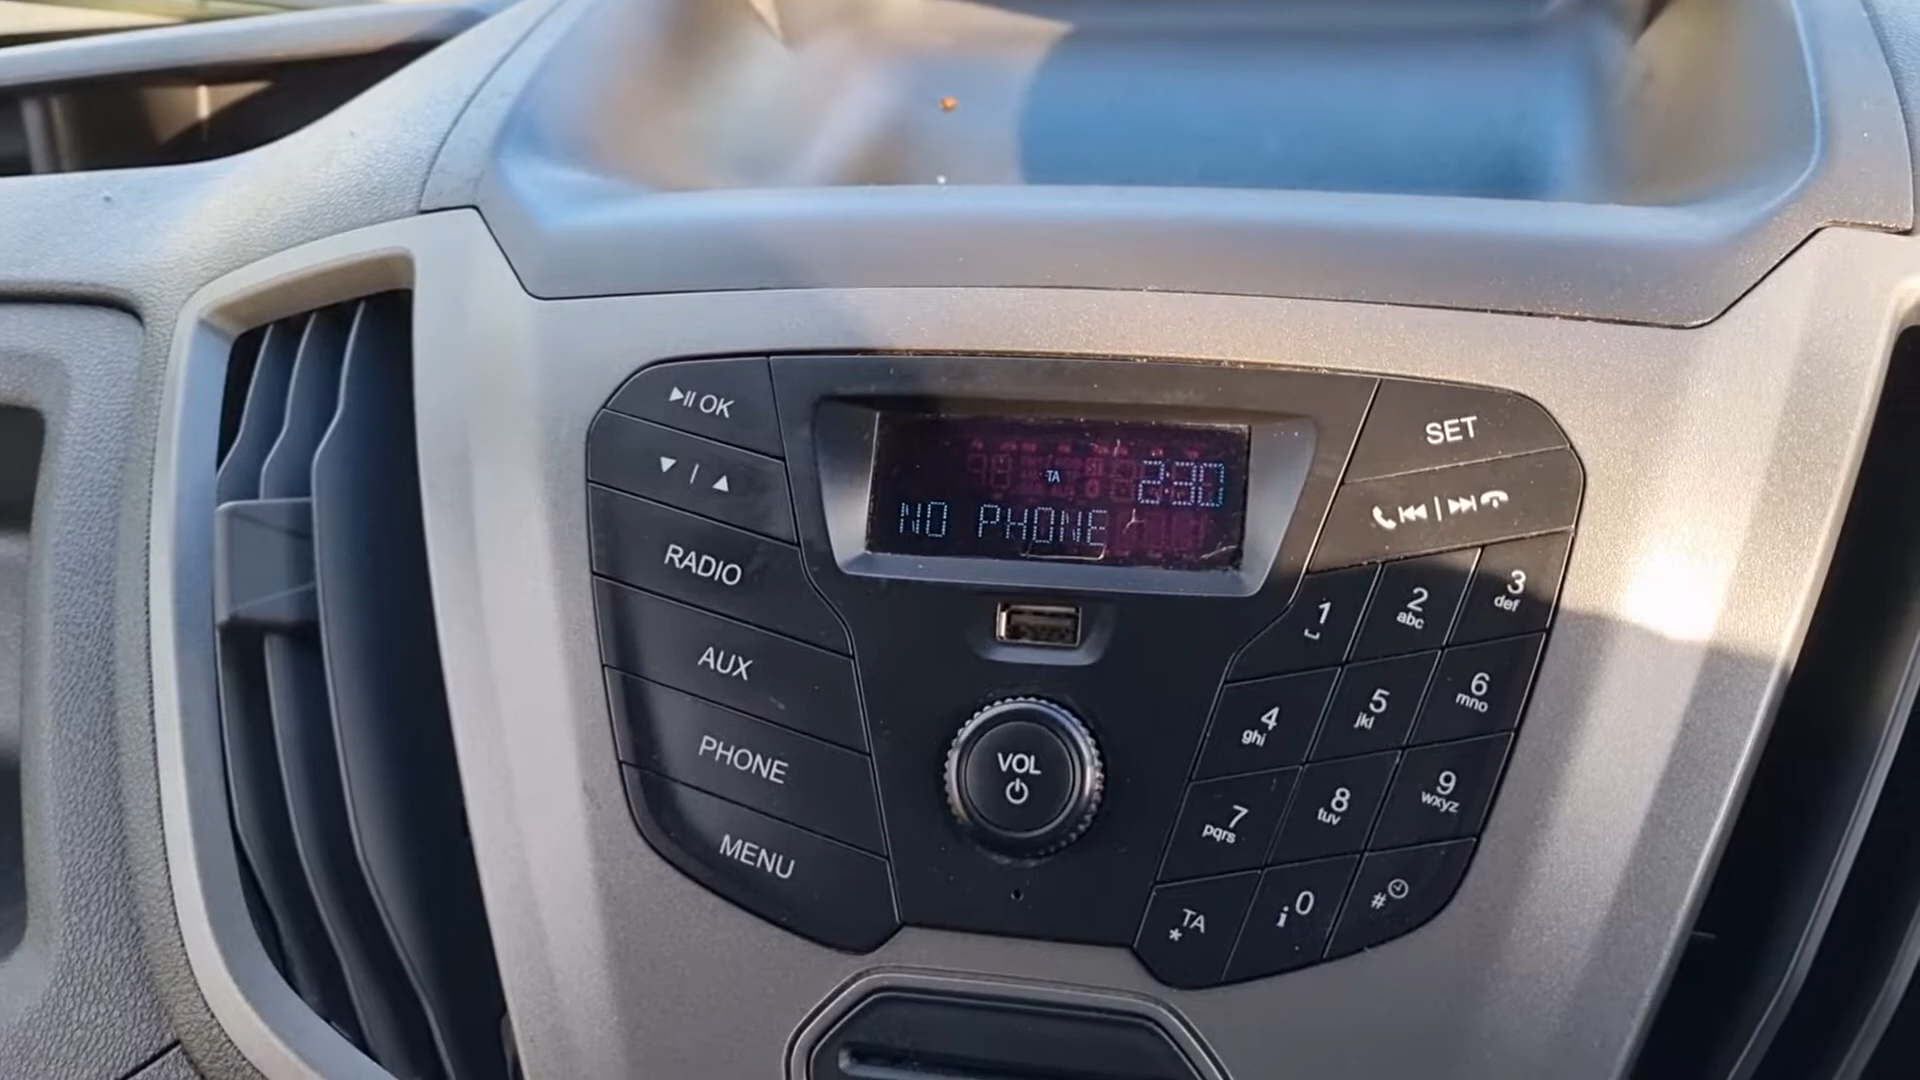 OK
RADIO
AUX
PHONE
MENU
TA 2:30
NO PHONE
VOL
SET
1
2
abc
3
def
4
ghi
5
jkl
6
mno
7
pqrs
8
tuv
9
wxyz
TA
*
i 0
#